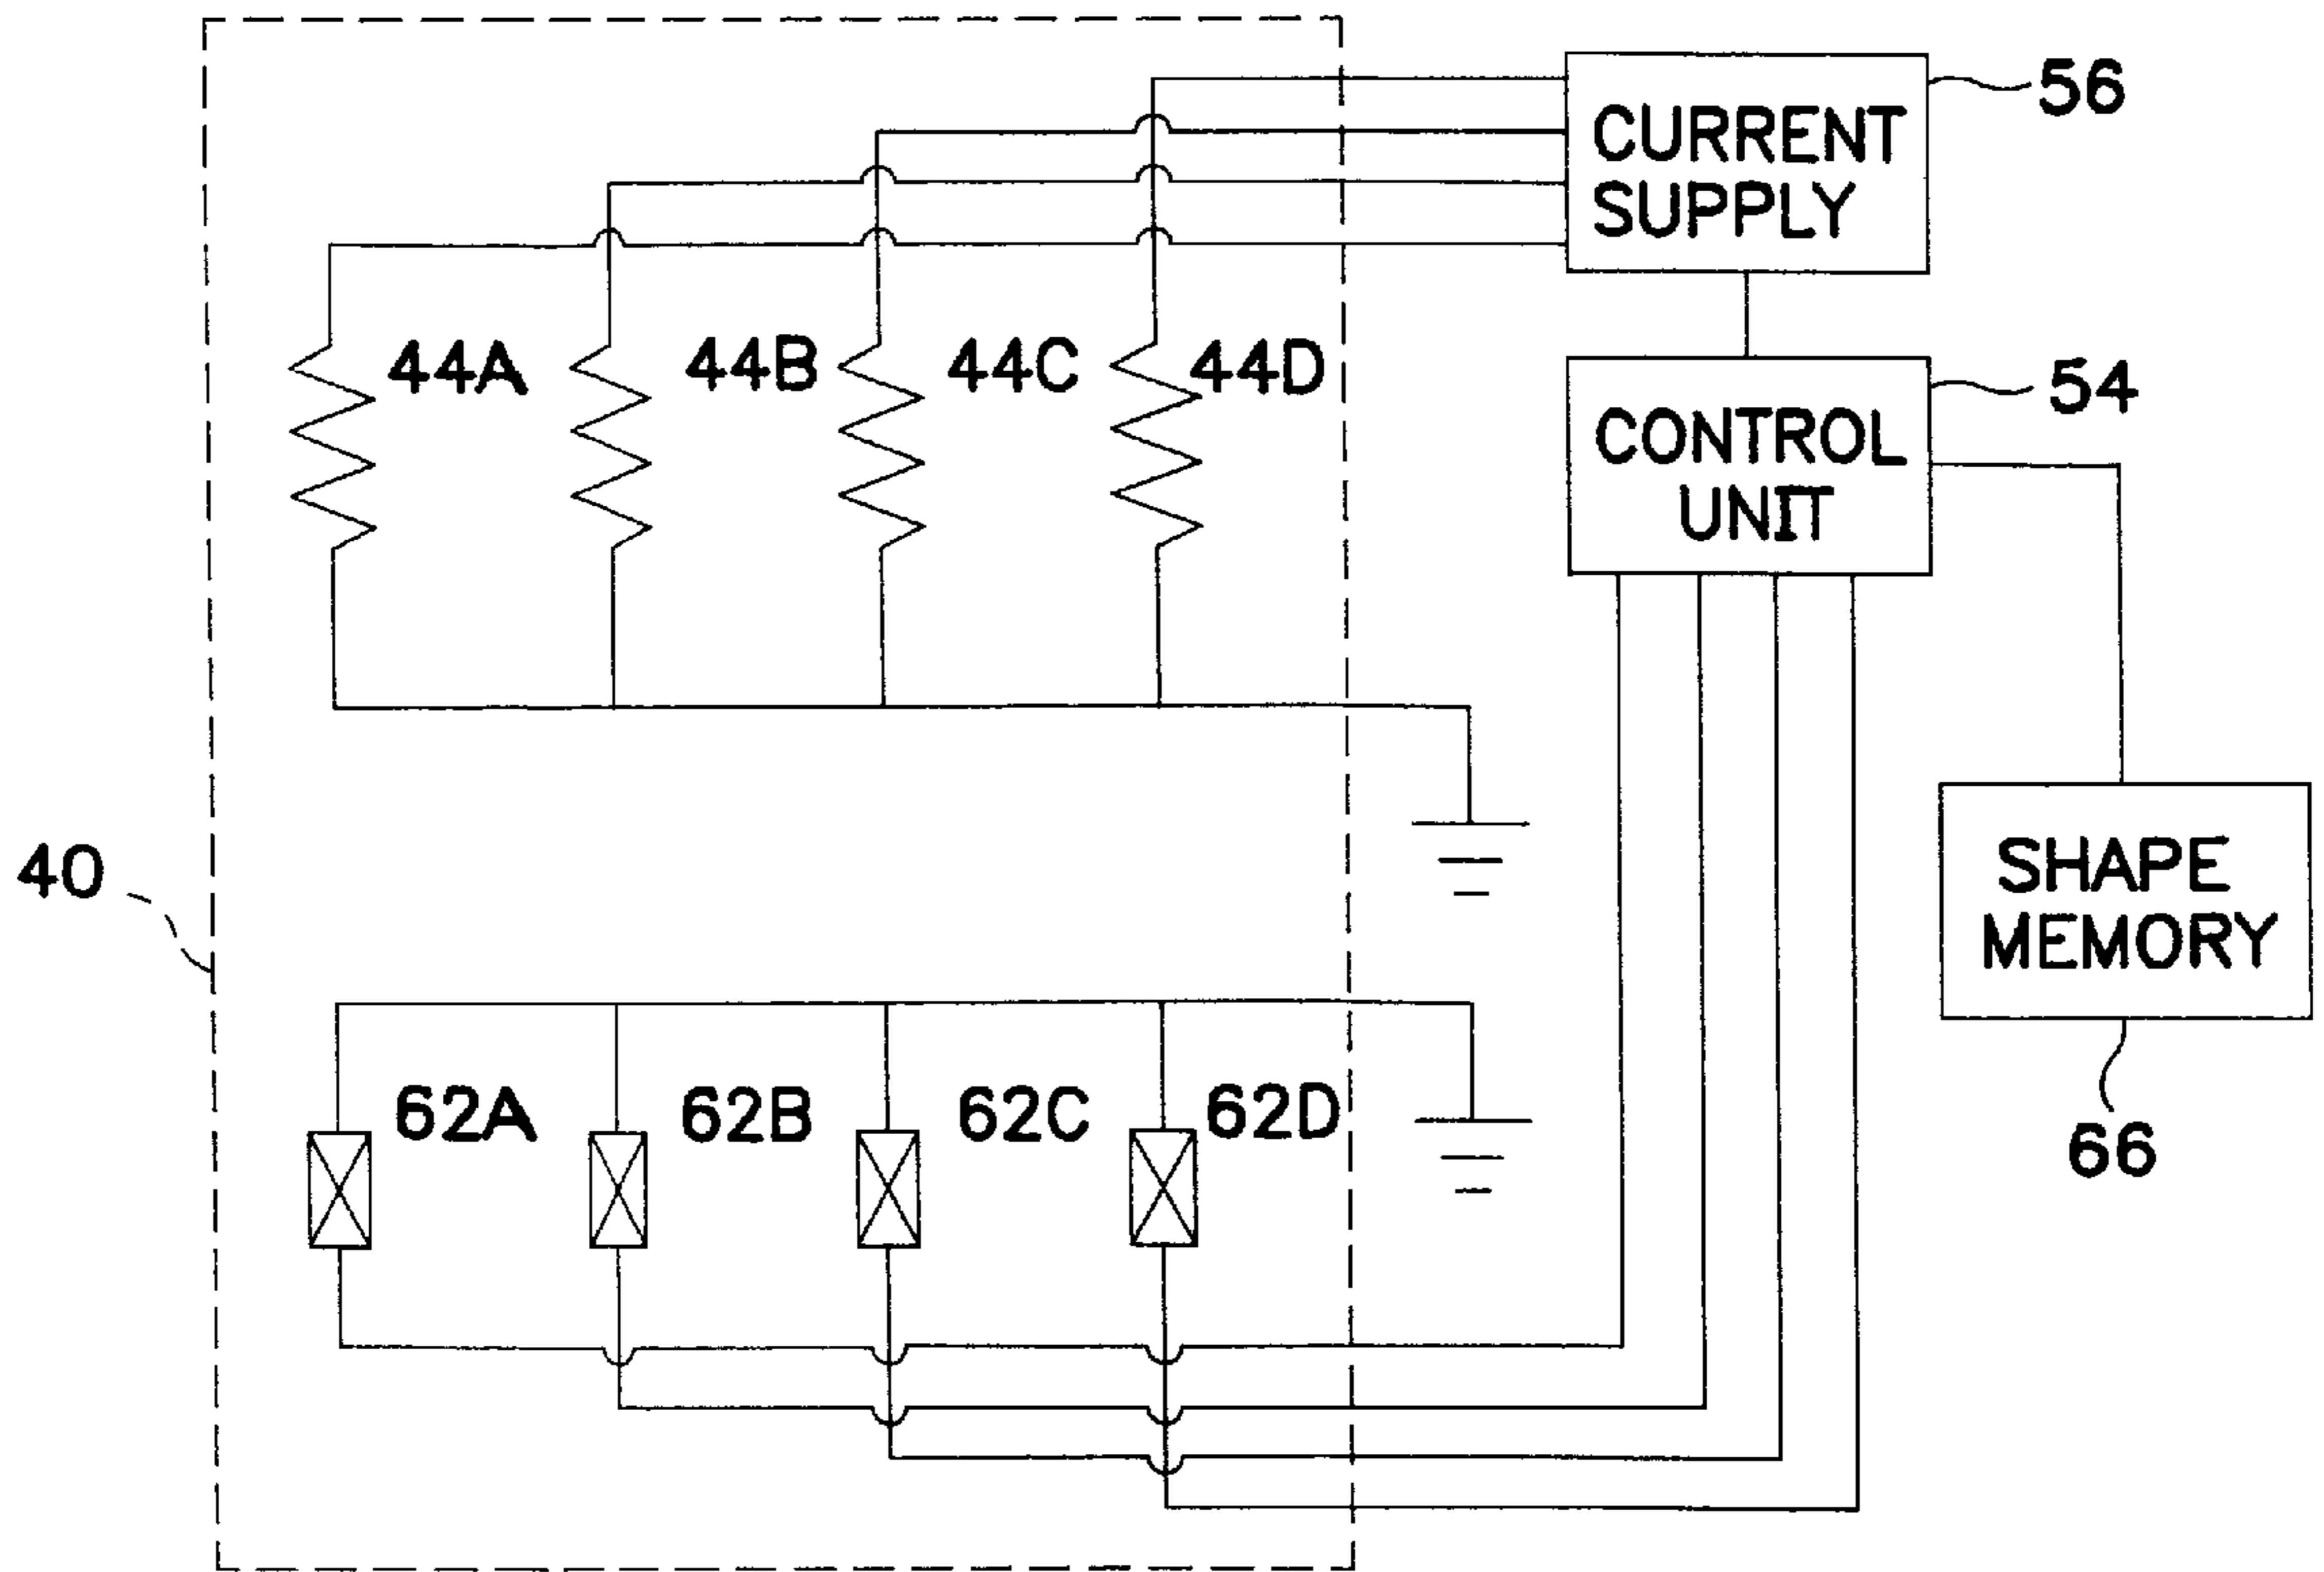 56
CURRENT
SUPPLY
44A 44B 44C 44D
54
CONTROL
UNIT
40
SHAPE
MEMORY
62A 62B 62C 62D
66